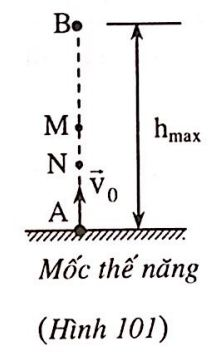 B
M
h_max
N
v⃗₀
A
Mốc thế năng
(Hình 101)